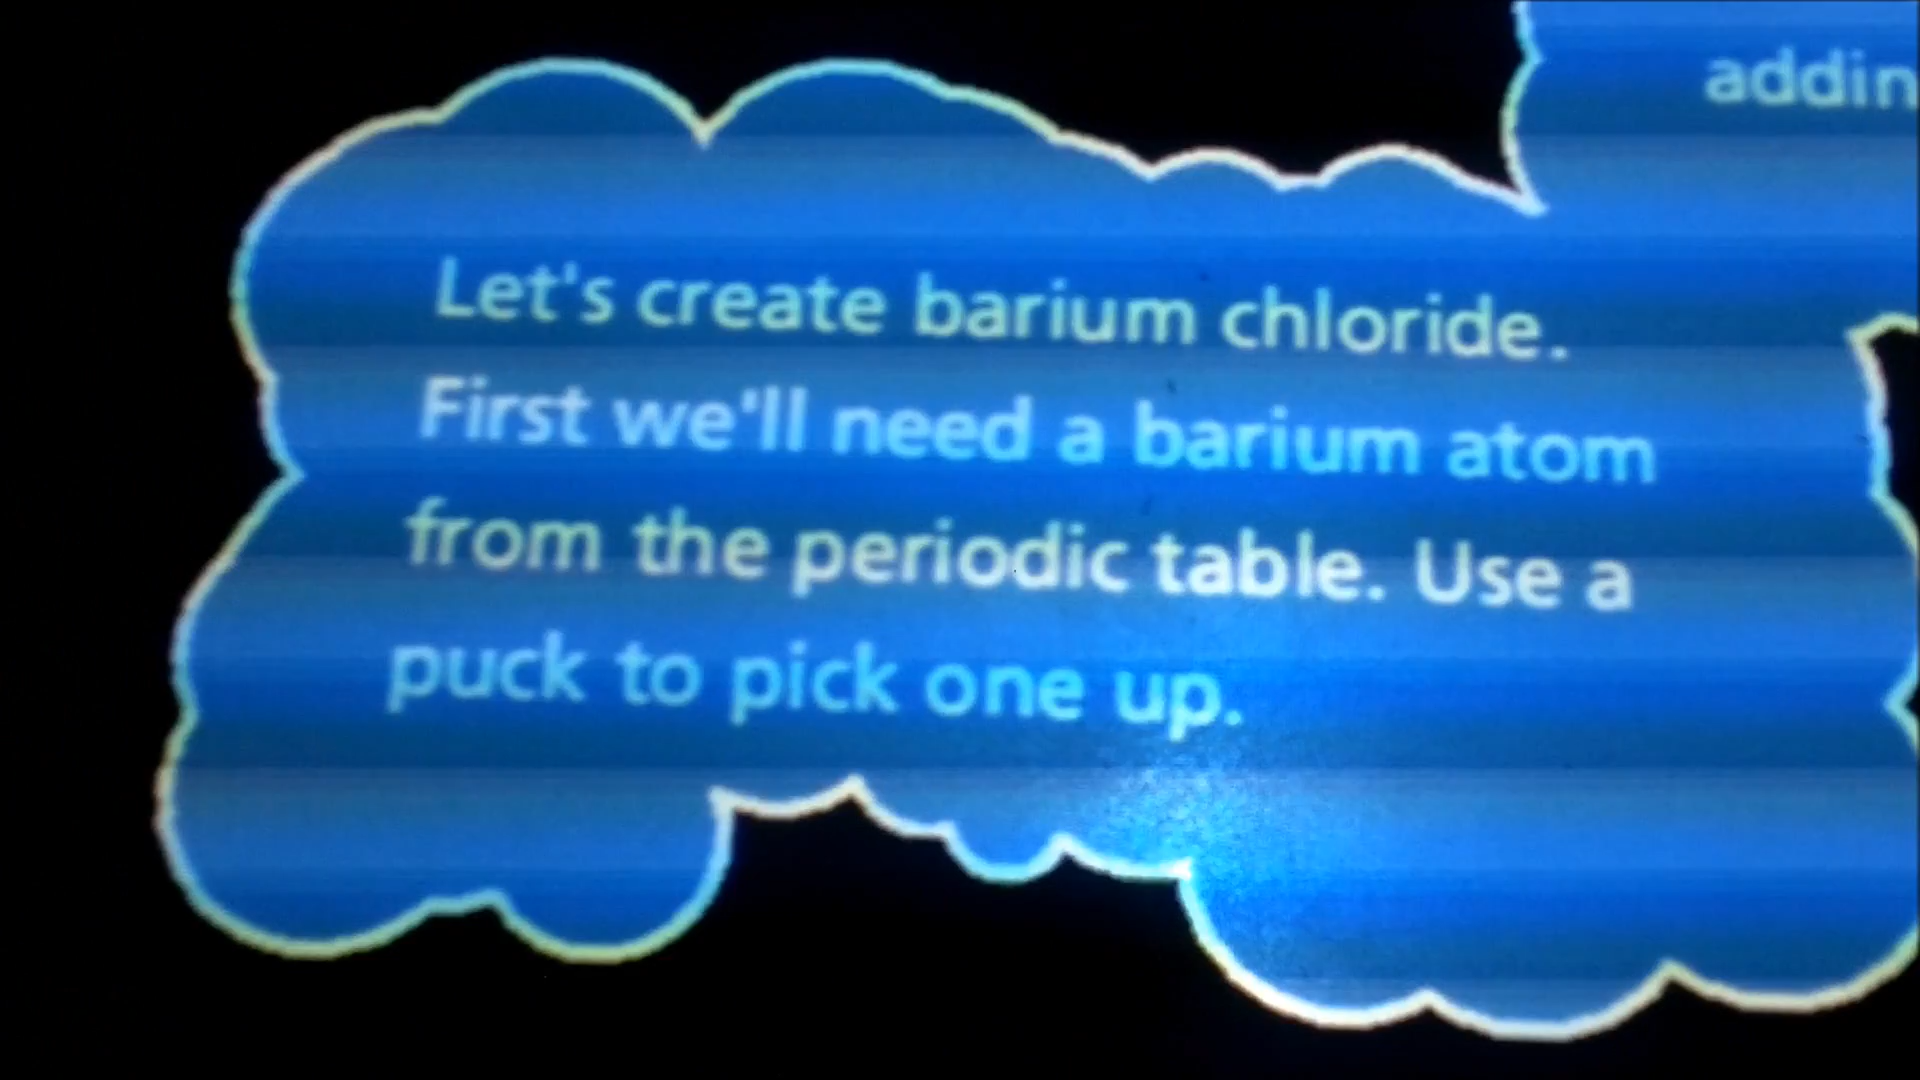 Let's create barium chloride.
First we'll need a barium atom
from the periodic table. Use a
puck to pick one up.